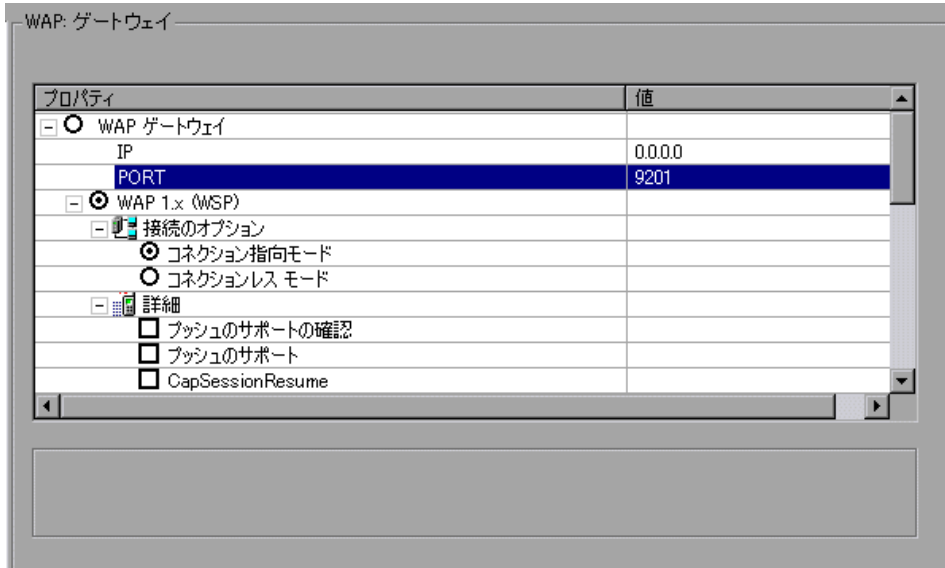 WAP: ゲートウェイ
プロパティ 値
WAP ゲートウェイ
IP 0.0.0.0
PORT 9201
WAP 1.x (WSP)
接続のオプション
コネクション指向モード
コネクションレス モード
詳細
プッシュのサポートの確認
プッシュのサポート
CapSessionResume